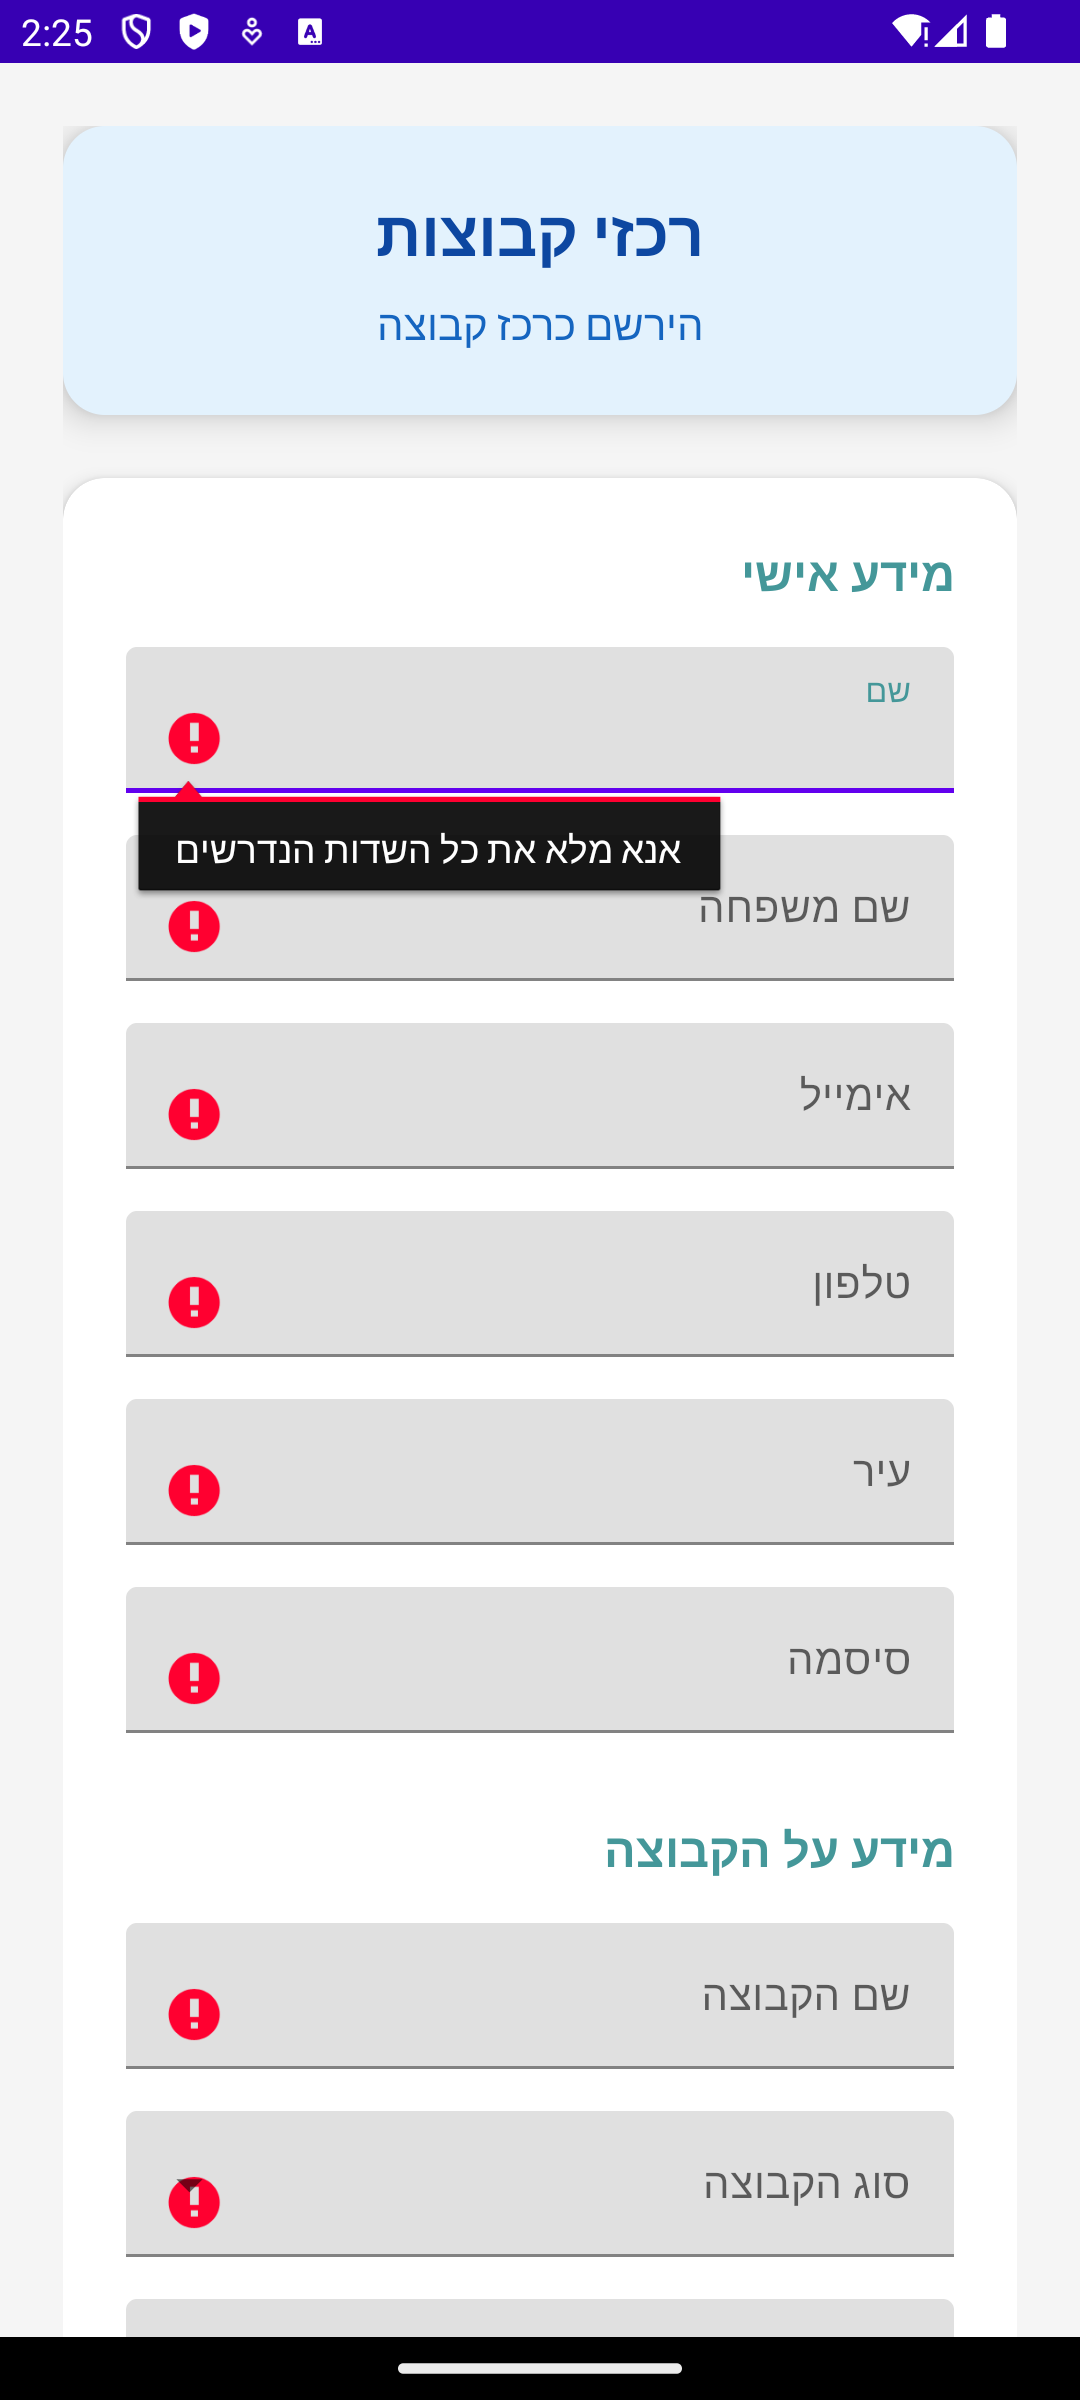 2:25
רכזי קבוצות
הירשם כרכז קבוצה
מידע אישי
שם
אנא מלא את כל השדות הנדרשים
שם משפחה
אימייל
טלפון
עיר
סיסמה
מידע על הקבוצה
שם הקבוצה
סוג הקבוצה